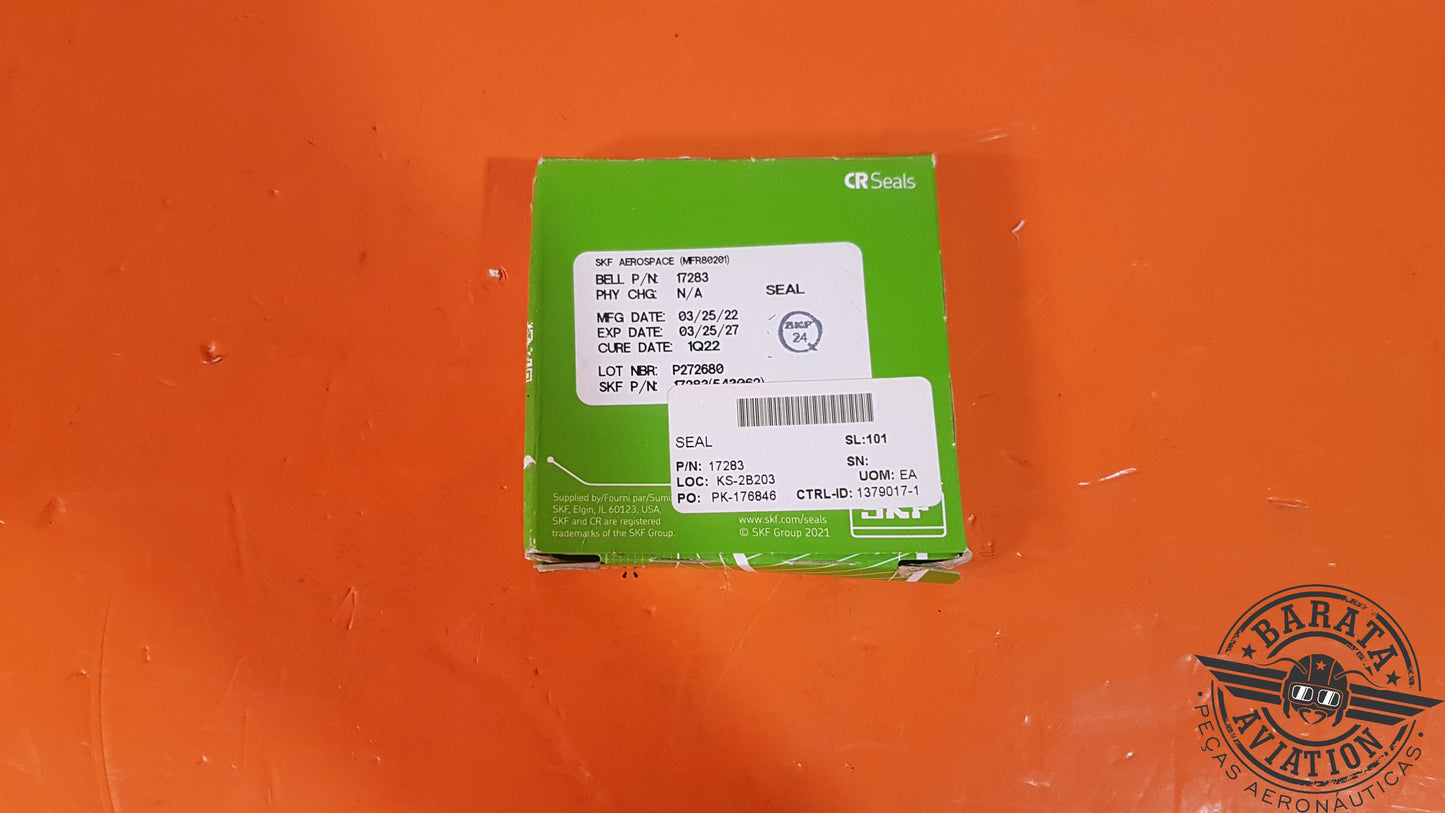 CR Seals
SKF AEROSPACE (MFR80201)
BELL P/N: 17283
PHY CHG: N/A
SEAL
MFG DATE: 03/25/22
EXP DATE: 03/25/27
CURE DATE: 1Q22
SKF
24
LOT NBR: P272680
SKF P/N: 17283(543062)
SEAL
SL:101
P/N: 17283
SN:
LOC: KS-2B203
UOM: EA
PO: PK-176846
CTRL-ID: 1379017-1
Supplied by/Fourni par/Sumi
SKF, Elgin, IL 60123, USA.
SKF and CR are registered
trademarks of the SKF Group.
www.skf.com/seals
© SKF Group 2021
SKF
BARATA
AVIATION
PEÇAS AERONÁUTICAS